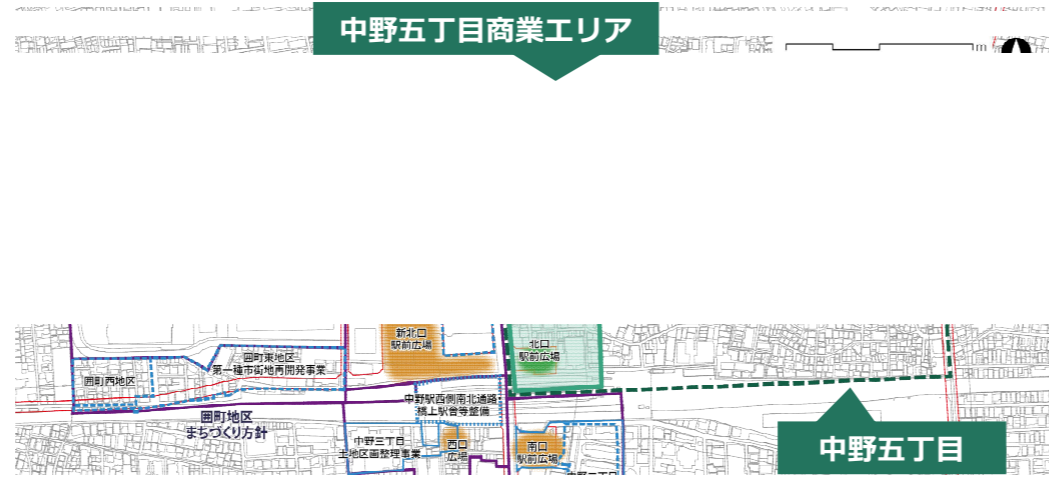 中野五丁目商業エリア
m
新北口
駅前広場
北口
駅前広場
囲町東地区
第一種市街地再開発事業
囲町西地区
中野駅西側南北通路・
橋上駅舎等整備
囲町地区
まちづくり方針
中野三丁目
土地区画整理事業
西口
広場
南口
駅前広場
中野二丁目
中野五丁目